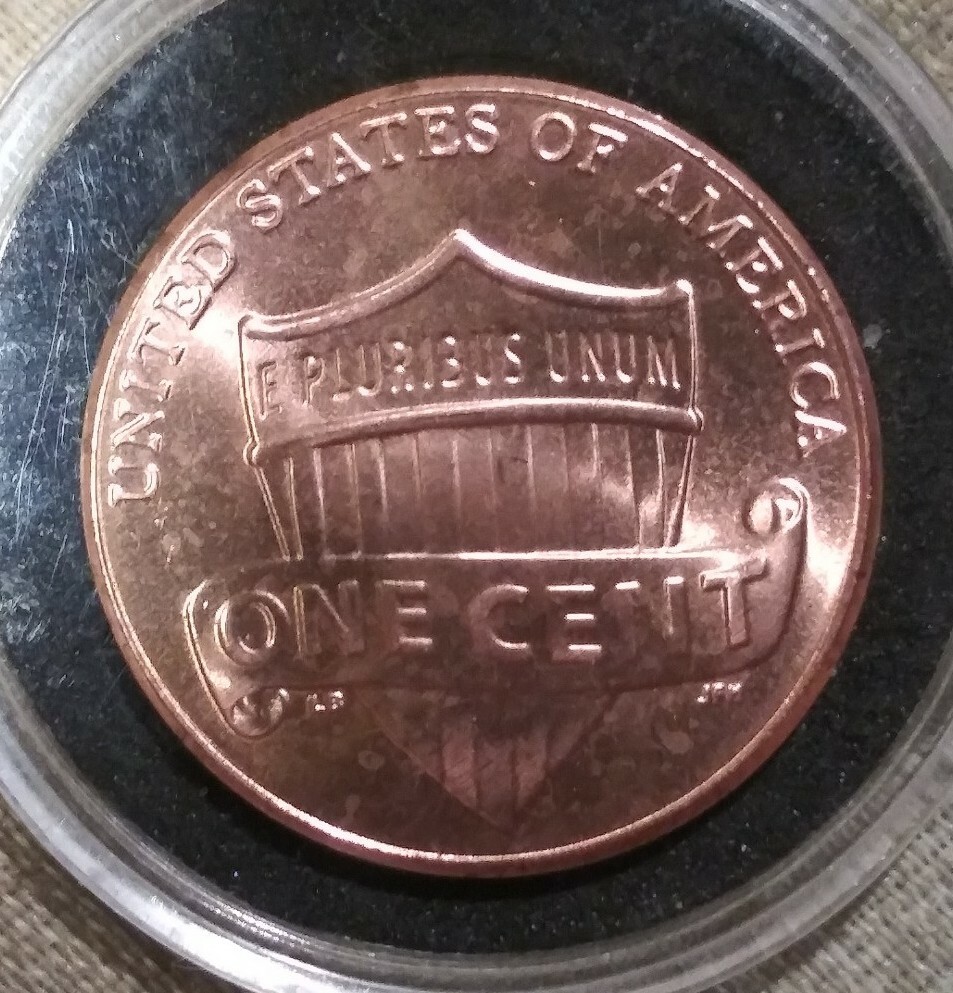 UNITED STATES OF AMERICA
E PLURIBUS UNUM
ONE CENT